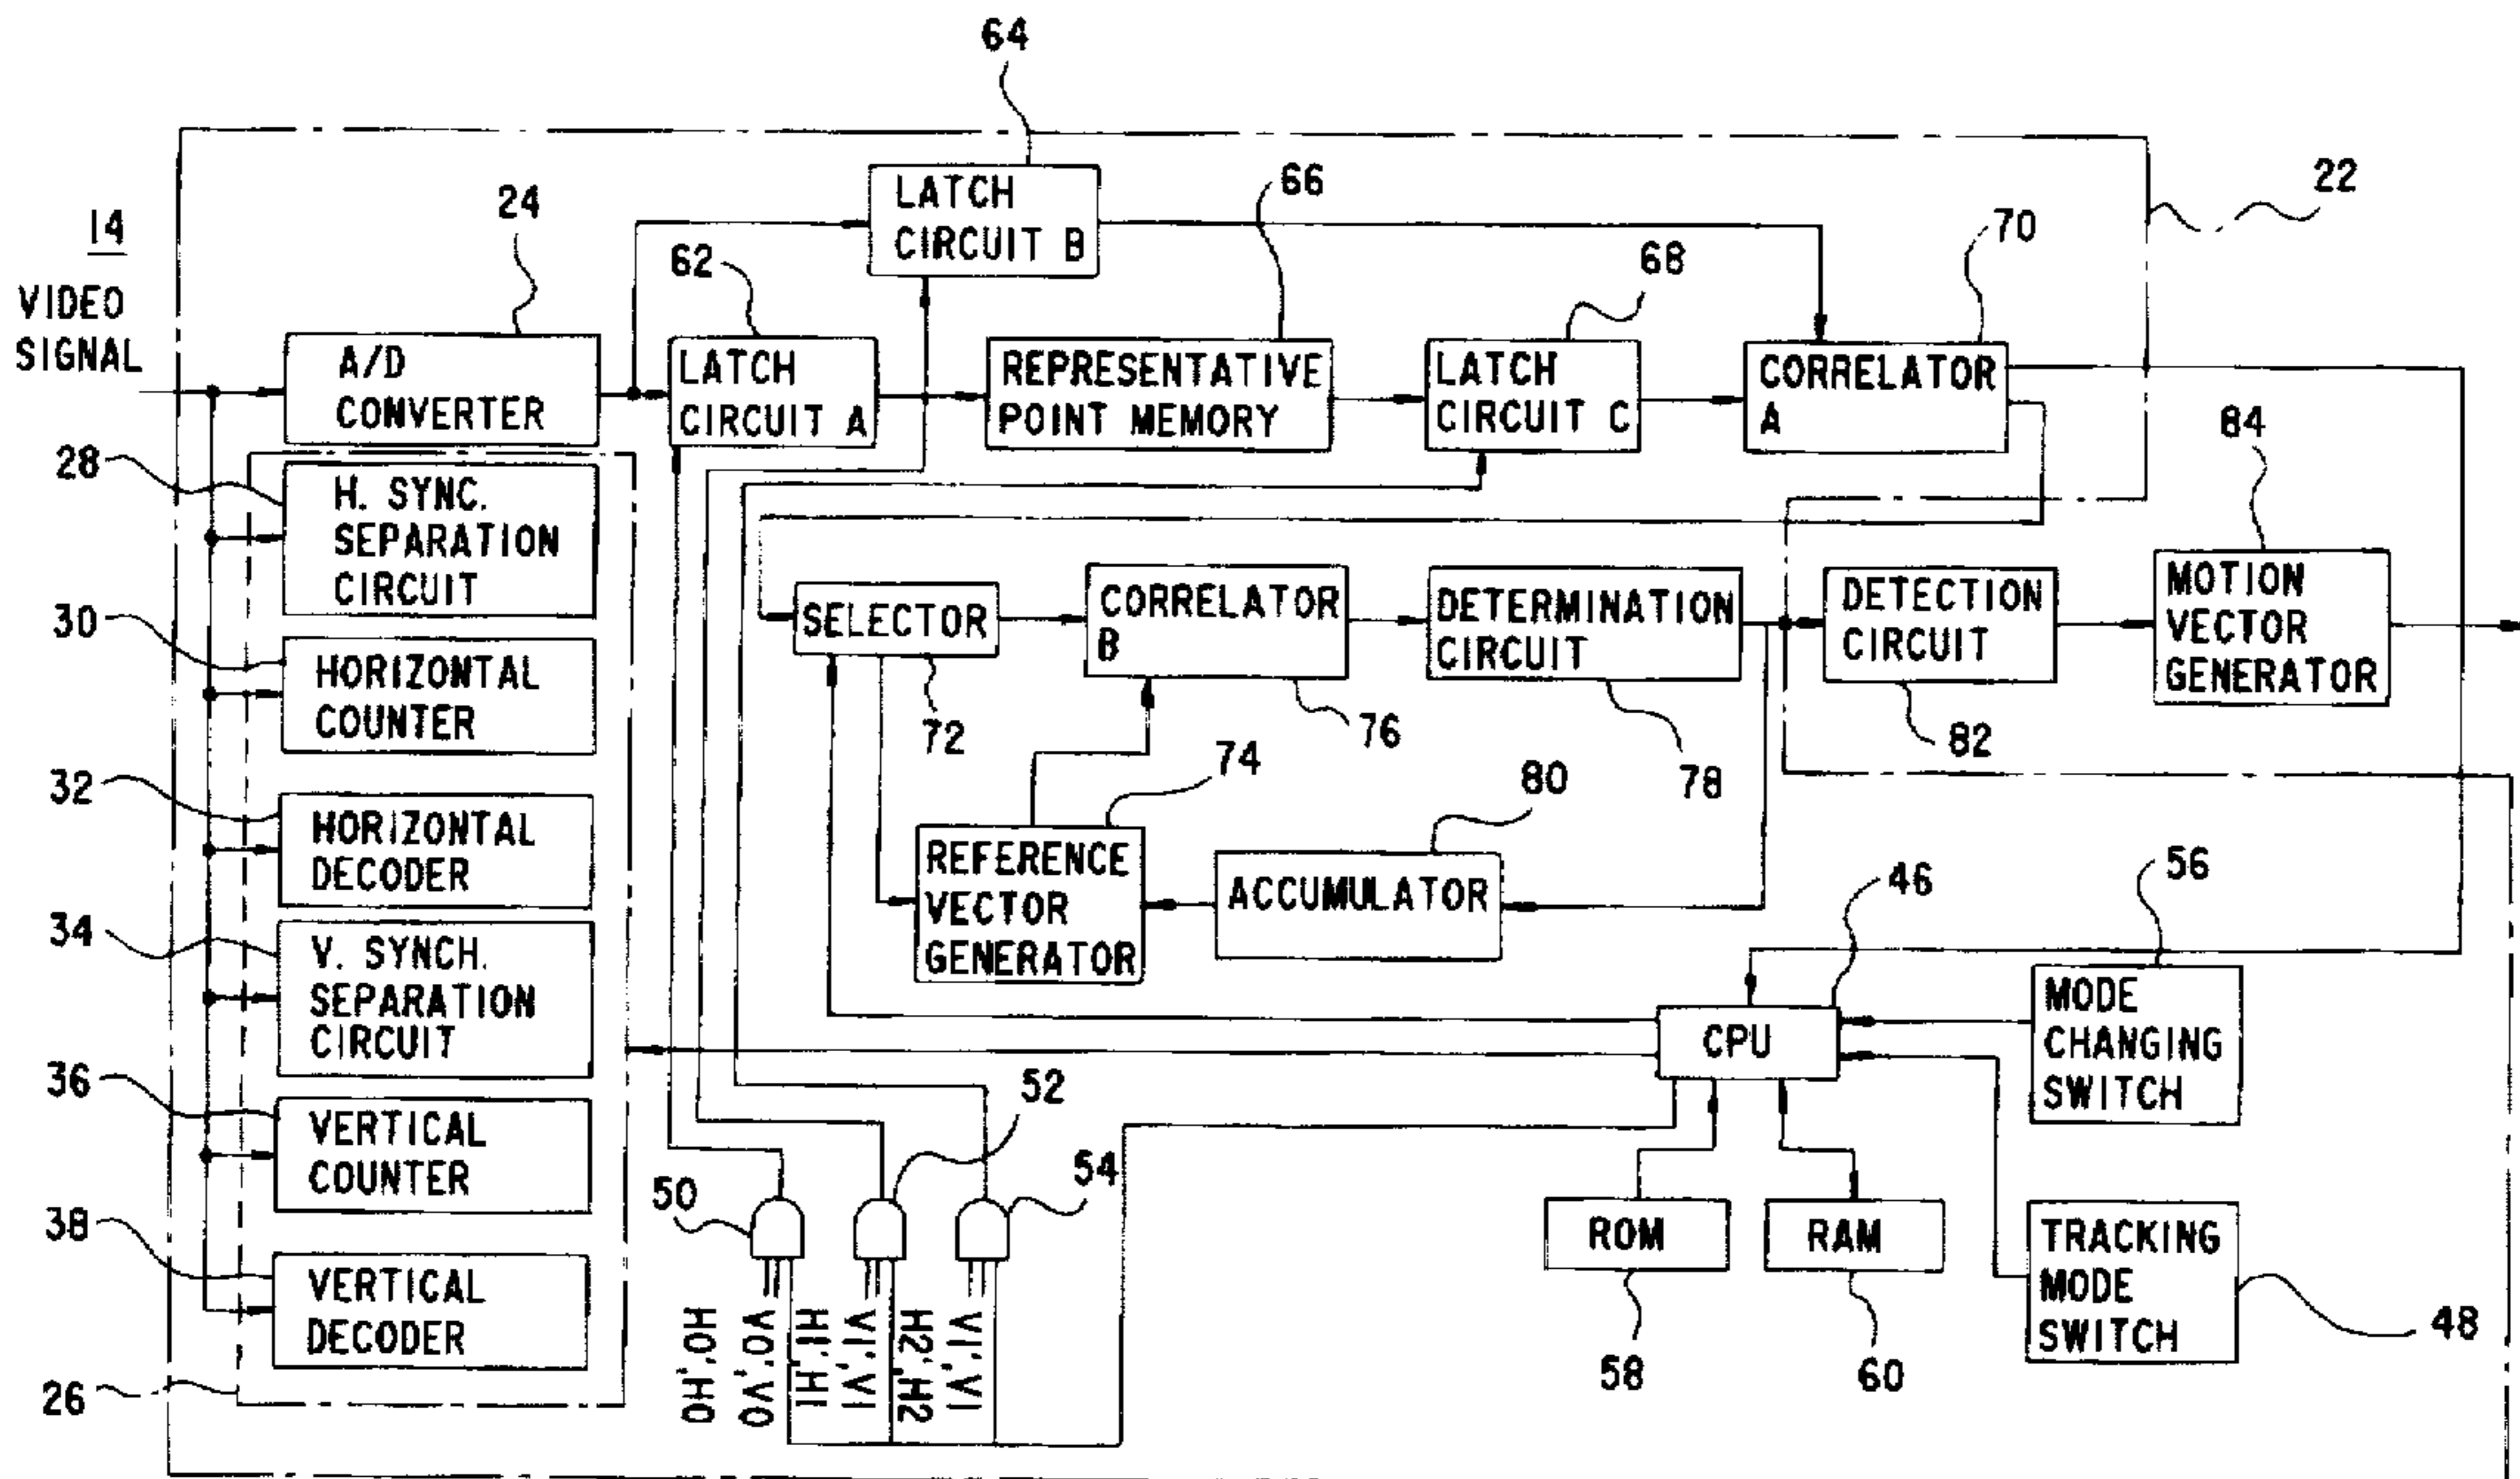 64
14
VIDEO
SIGNAL
24
A/D
CONVERTER
62
LATCH
CIRCUIT A
LATCH
CIRCUIT B
66
REPRESENTATIVE
POINT MEMORY
68
LATCH
CIRCUIT C
70
CORRELATOR
A
22
84
28
H. SYNC.
SEPARATION
CIRCUIT
30
HORIZONTAL
COUNTER
32
HORIZONTAL
DECODER
34
V. SYNCH.
SEPARATION
CIRCUIT
36
VERTICAL
COUNTER
38
VERTICAL
DECODER
26
SELECTOR
72
CORRELATOR
B
76
DETERMINATION
CIRCUIT
78
DETECTION
CIRCUIT
82
MOTION
VECTOR
GENERATOR
74
REFERENCE
VECTOR
GENERATOR
80
ACCUMULATOR
46
CPU
56
MODE
CHANGING
SWITCH
50
52
54
H0',H0
V0',V0
H1',H1
V1',V1
H2',H2
V1',V1
ROM
58
RAM
60
TRACKING
MODE
SWITCH
48